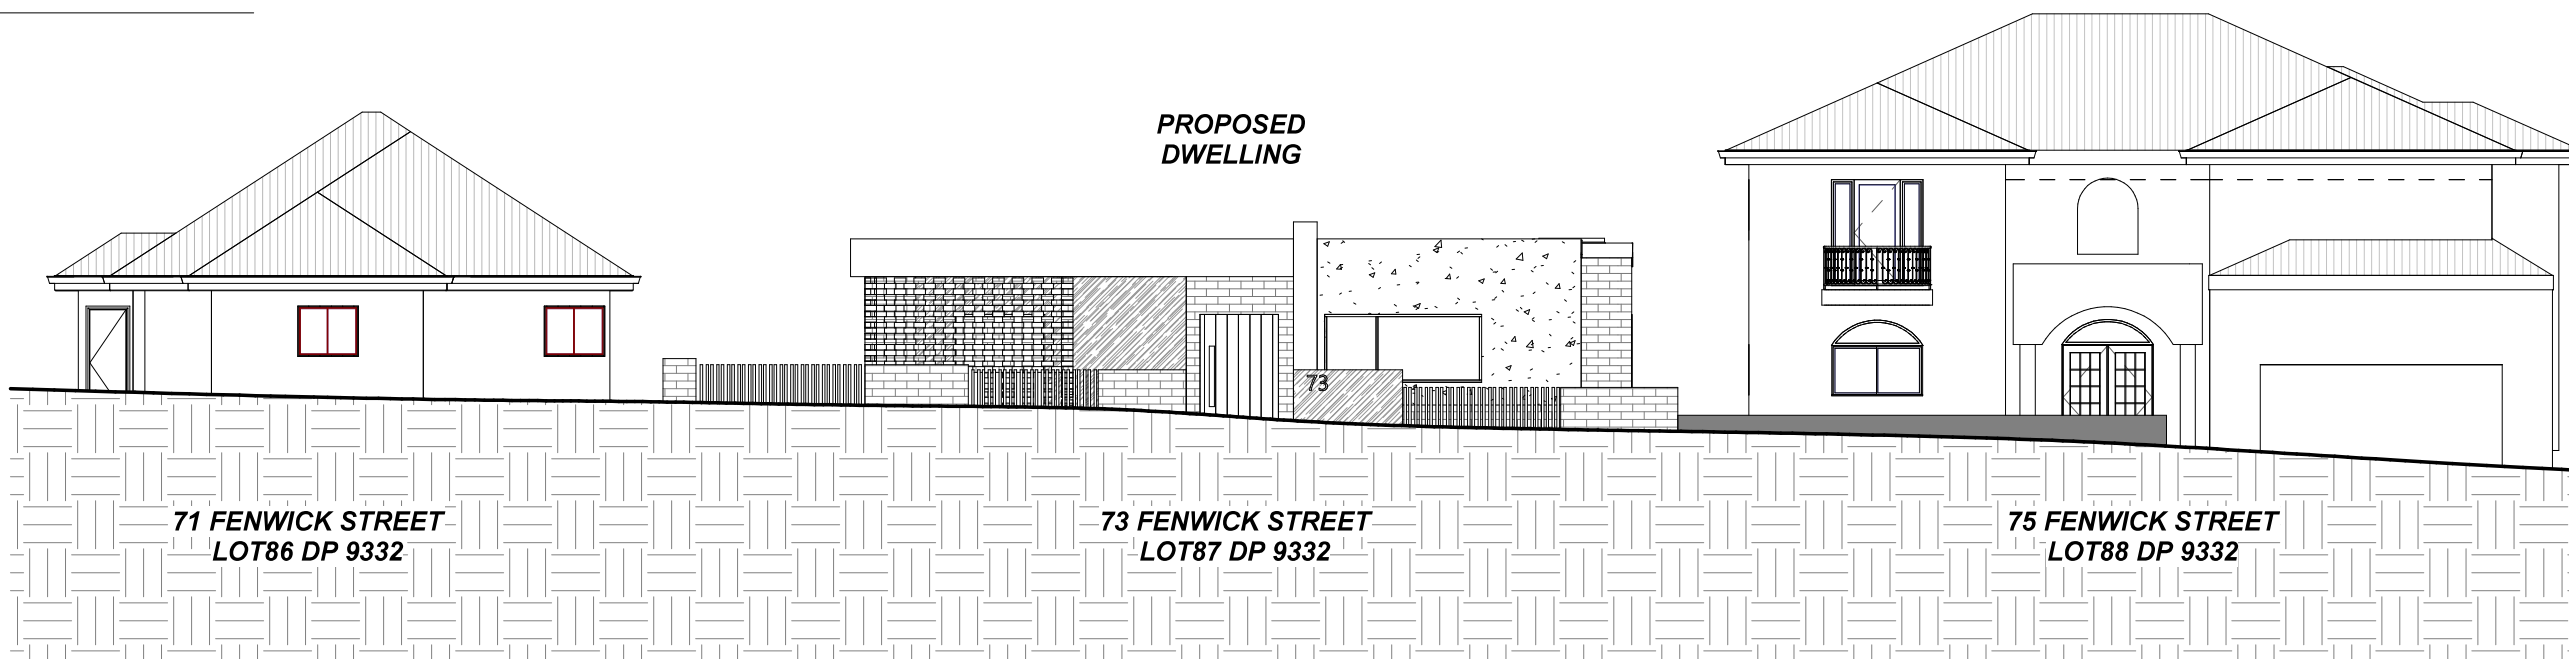 PROPOSED
DWELLING
73
71 FENWICK STREET
LOT86 DP 9332
73 FENWICK STREET
LOT87 DP 9332
75 FENWICK STREET
LOT88 DP 9332